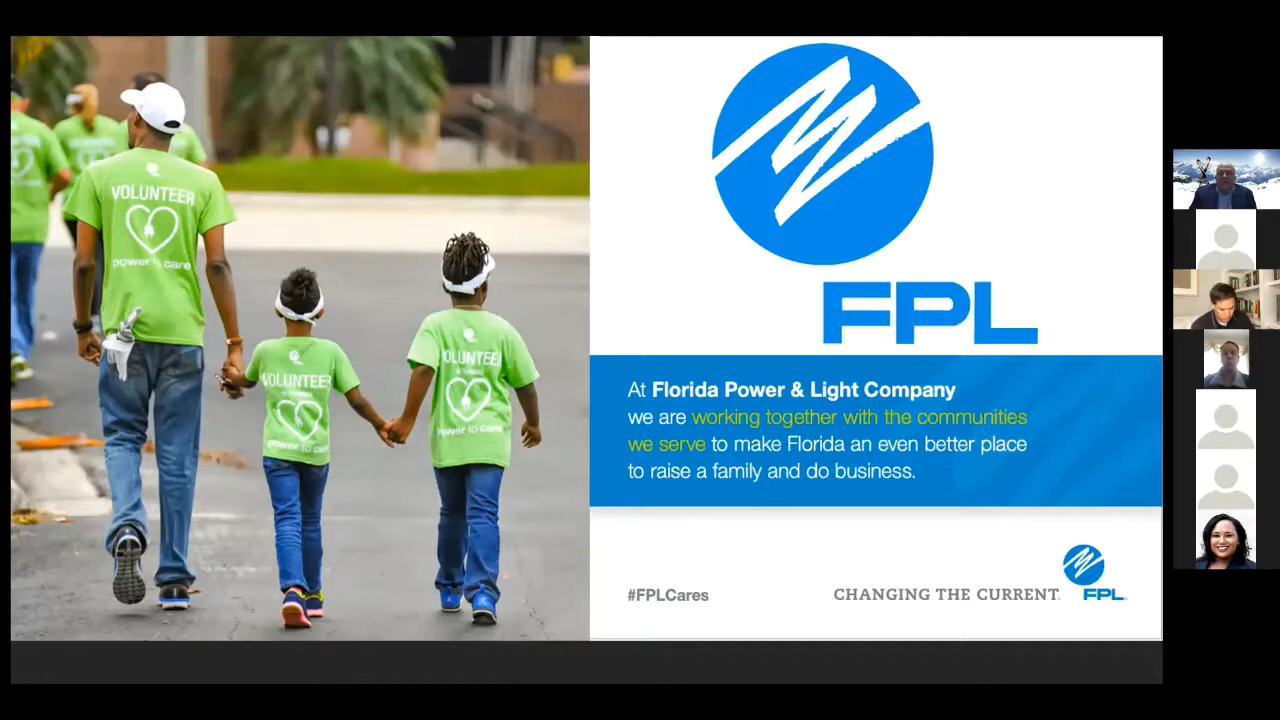 VOLUNTEER
power to care
VOLUNTEER
power to care
VOLUNTEER
power to care
FPL
At Florida Power & Light Company
we are working together with the communities
we serve to make Florida an even better place
to raise a family and do business.
#FPLCares
CHANGING THE CURRENT.
FPL